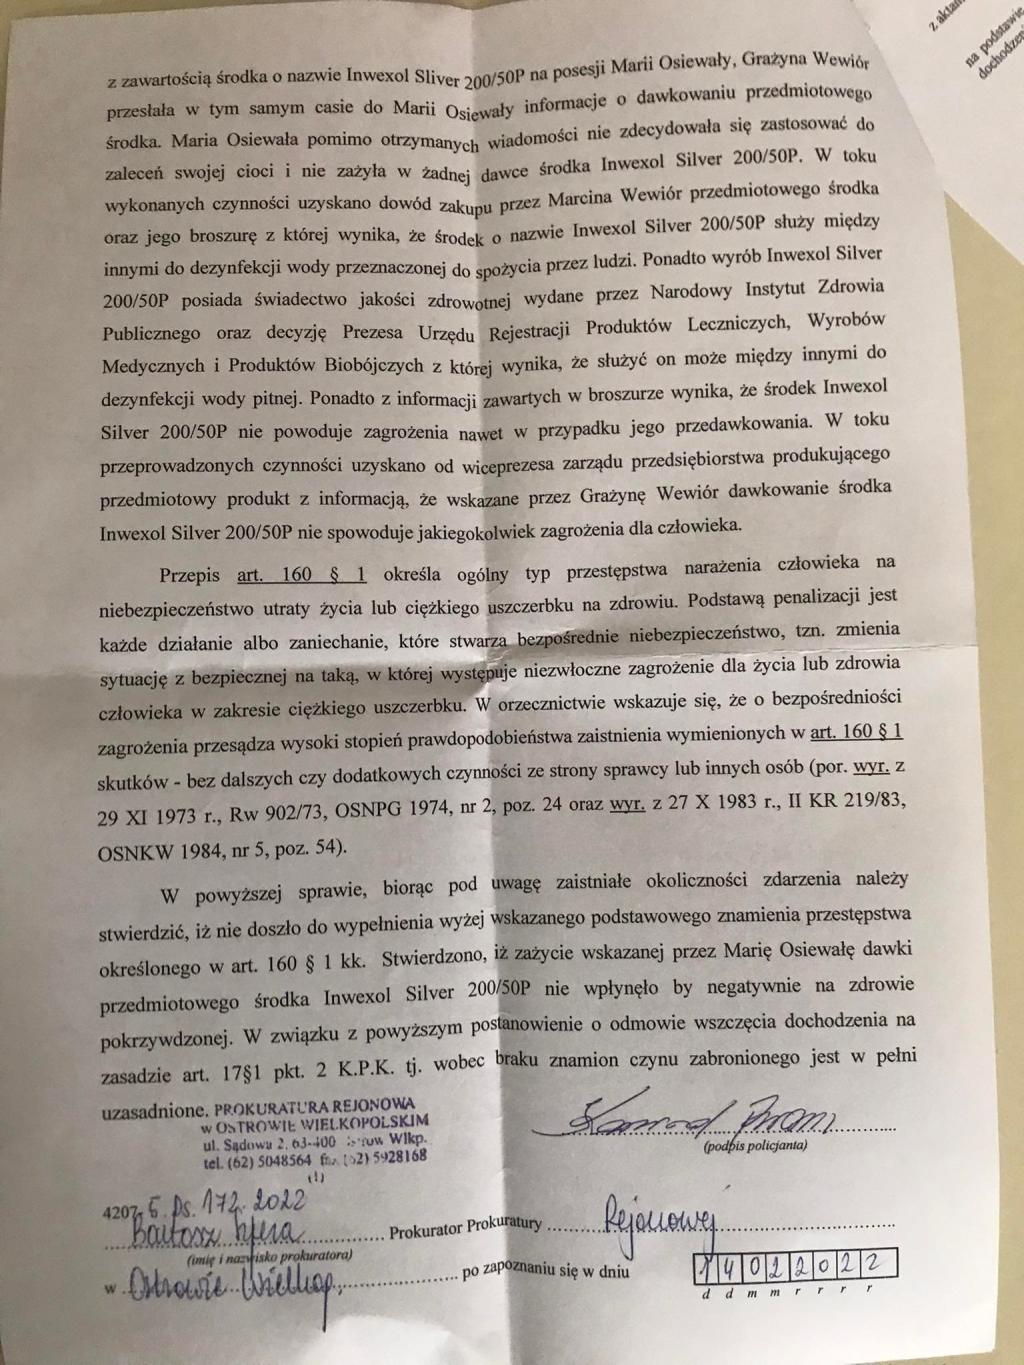 z zawartością środka o nazwie Inwexol Sliver 200/50P na posesji Marii Osiewały, Grażyna Wewiór
przesłała w tym samym casie do Marii Osiewały informacje o dawkowaniu przedmiotowego
środka. Maria Osiewała pomimo otrzymanych wiadomości nie zdecydowała się zastosować do
zaleceń swojej cioci i nie zażyła w żadnej dawce środka Inwexol Silver 200/50P. W toku
wykonanych czynności uzyskano dowód zakupu przez Marcina Wewiór przedmiotowego środka
oraz jego broszurę z której wynika, że środek o nazwie Inwexol Silver 200/50P służy między
innymi do dezynfekcji wody przeznaczonej do spożycia przez ludzi. Ponadto wyrób Inwexol Silver
200/50P posiada świadectwo jakości zdrowotnej wydane przez Narodowy Instytut Zdrowia
Publicznego oraz decyzję Prezesa Urzędu Rejestracji Produktów Leczniczych, Wyrobów
Medycznych i Produktów Biobójczych z której wynika, że służyć on może między innymi do
dezynfekcji wody pitnej. Ponadto z informacji zawartych w broszurze wynika, że środek Inwexol
Silver 200/50P nie powoduje zagrożenia nawet w przypadku jego przedawkowania. W toku
przeprowadzonych czynności uzyskano od wiceprezesa zarządu przedsiębiorstwa produkującego
przedmiotowy produkt z informacją, że wskazane przez Grażynę Wewiór dawkowanie środka
Inwexol Silver 200/50P nie spowoduje jakiegokolwiek zagrożenia dla człowieka.
Przepis art. 160 § 1 określa ogólny typ przestępstwa narażenia człowieka na
niebezpieczeństwo utraty życia lub ciężkiego uszczerbku na zdrowiu. Podstawą penalizacji jest
każde działanie albo zaniechanie, które stwarza bezpośrednie niebezpieczeństwo, tzn. zmienia
sytuację z bezpiecznej na taką, w której występuje niezwłoczne zagrożenie dla życia lub zdrowia
człowieka w zakresie ciężkiego uszczerbku. W orzecznictwie wskazuje się, że o bezpośredniości
zagrożenia przesądza wysoki stopień prawdopodobieństwa zaistnienia wymienionych w art. 160 § 1
skutków - bez dalszych czy dodatkowych czynności ze strony sprawcy lub innych osób (por. wyr. z
29 XI 1973 r., Rw 902/73, OSNPG 1974, nr 2, poz. 24 oraz wyr. z 27 X 1983 r., II KR 219/83,
OSNKW 1984, nr 5, poz. 54).
W powyższej sprawie, biorąc pod uwagę zaistniałe okoliczności zdarzenia należy
stwierdzić, iż nie doszło do wypełnienia wyżej wskazanego podstawowego znamienia przestępstwa
określonego w art. 160 § 1 kk. Stwierdzono, iż zażycie wskazanej przez Marię Osiewałę dawki
przedmiotowego środka Inwexol Silver 200/50P nie wpłynęło by negatywnie na zdrowie
pokrzywdzonej. W związku z powyższym postanowienie o odmowie wszczęcia dochodzenia na
zasadzie art. 17§1 pkt. 2 K.P.K. tj. wobec braku znamion czynu zabronionego jest w pełni
uzasadnione.
PROKURATURA REJONOWA
w OSTROWIE WIELKOPOLSKIM
ul. Sądowa 2, 63-400 Wlkp.
tel. (62) 5048564 5928168
(1)
(podpis policjanta)
4207-6.Ds.172.2022
Bartosz Prokurator Prokuratury Rejonowej
(imię i nazwisko prokuratora)
w Ostrowie Wielkop. po zapoznaniu się w dniu 14022022
d d m m r r r r
z aktam
na podstawie
dochodzen